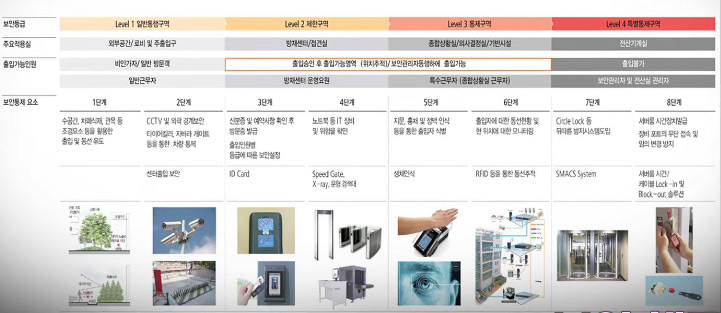 보안등급
Level 1 일반통행구역
Level 2 제한구역
Level 3 통제구역
Level 4 특별통제구역
주요적용실
외부공간/ 로비 및 주출입구
방재센터/접견실
종합상황실/의사결정실/기반시설
전산기계실
출입가능인원
비인가자/ 일반 방문객
출입승인 후 출입가능영역 (위치추적)/ 보안관리자동행하에 출입가능
출입불가
일반근무자
방재센터 운영요원
특수근무자 (종합상황실 근무자)
보안관리자 및 전산실 관리자
보안통제 요소
1단계
2단계
3단계
4단계
5단계
6단계
7단계
8단계
수공간, 차폐식재, 관목 등
조경요소 등을 활용한
출입 및 동선 유도
CCTV 및 외곽 경계보안
타이어킬러, 차바라 게이트
등을 통한 차량 통제
신분증 및 예약사항 확인 후
방문증 발급
출입인원별
등급에 따른 보안설정
노트북 등 IT 장비
및 위험물 확인
지문, 홍채 및 정맥 인식
등을 통한 출입자 식별
출입자에 대한 동선현황 및
현 위치에 대한 모니터링
Circle Lock 등
뒤따름 방지시스템도입
서버룸 시건장치발급
장비 포트의 무단 접속 및
임의 변경 방지
센터출입 보안
ID Card
Speed Gate,
X-ray, 문형 검색대
생체인식
RFID 등을 통한 동선추적
SMACS System
서버룸 시건/
케이블 Lock-in 및
Block-out 솔루션